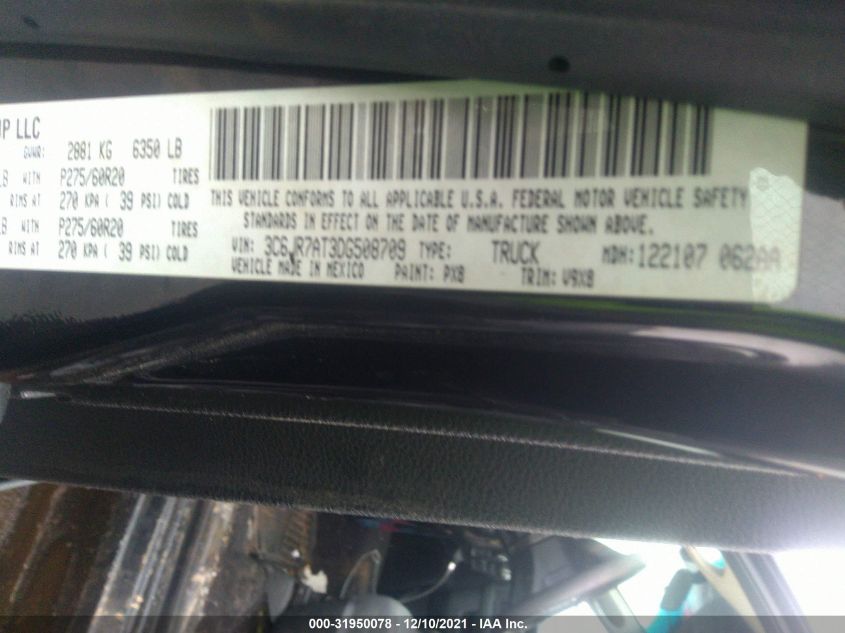 UP LLC
GVWR: 2881 KG 6350 LB
LB WITH P275/60R20 TIRES
RIMS AT 270 KPA ( 39 PSI) COLD
LB WITH P275/60R20 TIRES
RIMS AT 270 KPA ( 39 PSI) COLD
THIS VEHICLE CONFORMS TO ALL APPLICABLE U.S.A. FEDERAL MOTOR VEHICLE SAFETY
STANDARDS IN EFFECT ON THE DATE OF MANUFACTURE SHOWN ABOVE.
VIN: 3C6JR7AT3DG508709 TYPE: TRUCK MDH: 122107 062AA
VEHICLE MADE IN MEXICO PAINT: PX8 TRIM: V9X8
000-31950078 - 12/10/2021 - IAA Inc.